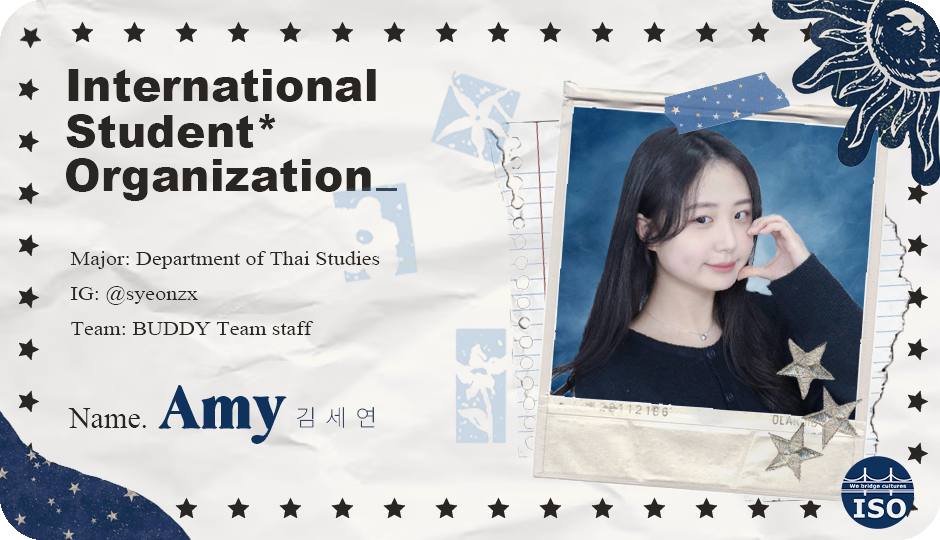 International
Student*
Organization_
Major: Department of Thai Studies
IG: @syeonzx
Team: BUDDY Team staff
Name. Amy 김세연
We bridge cultures
ISO